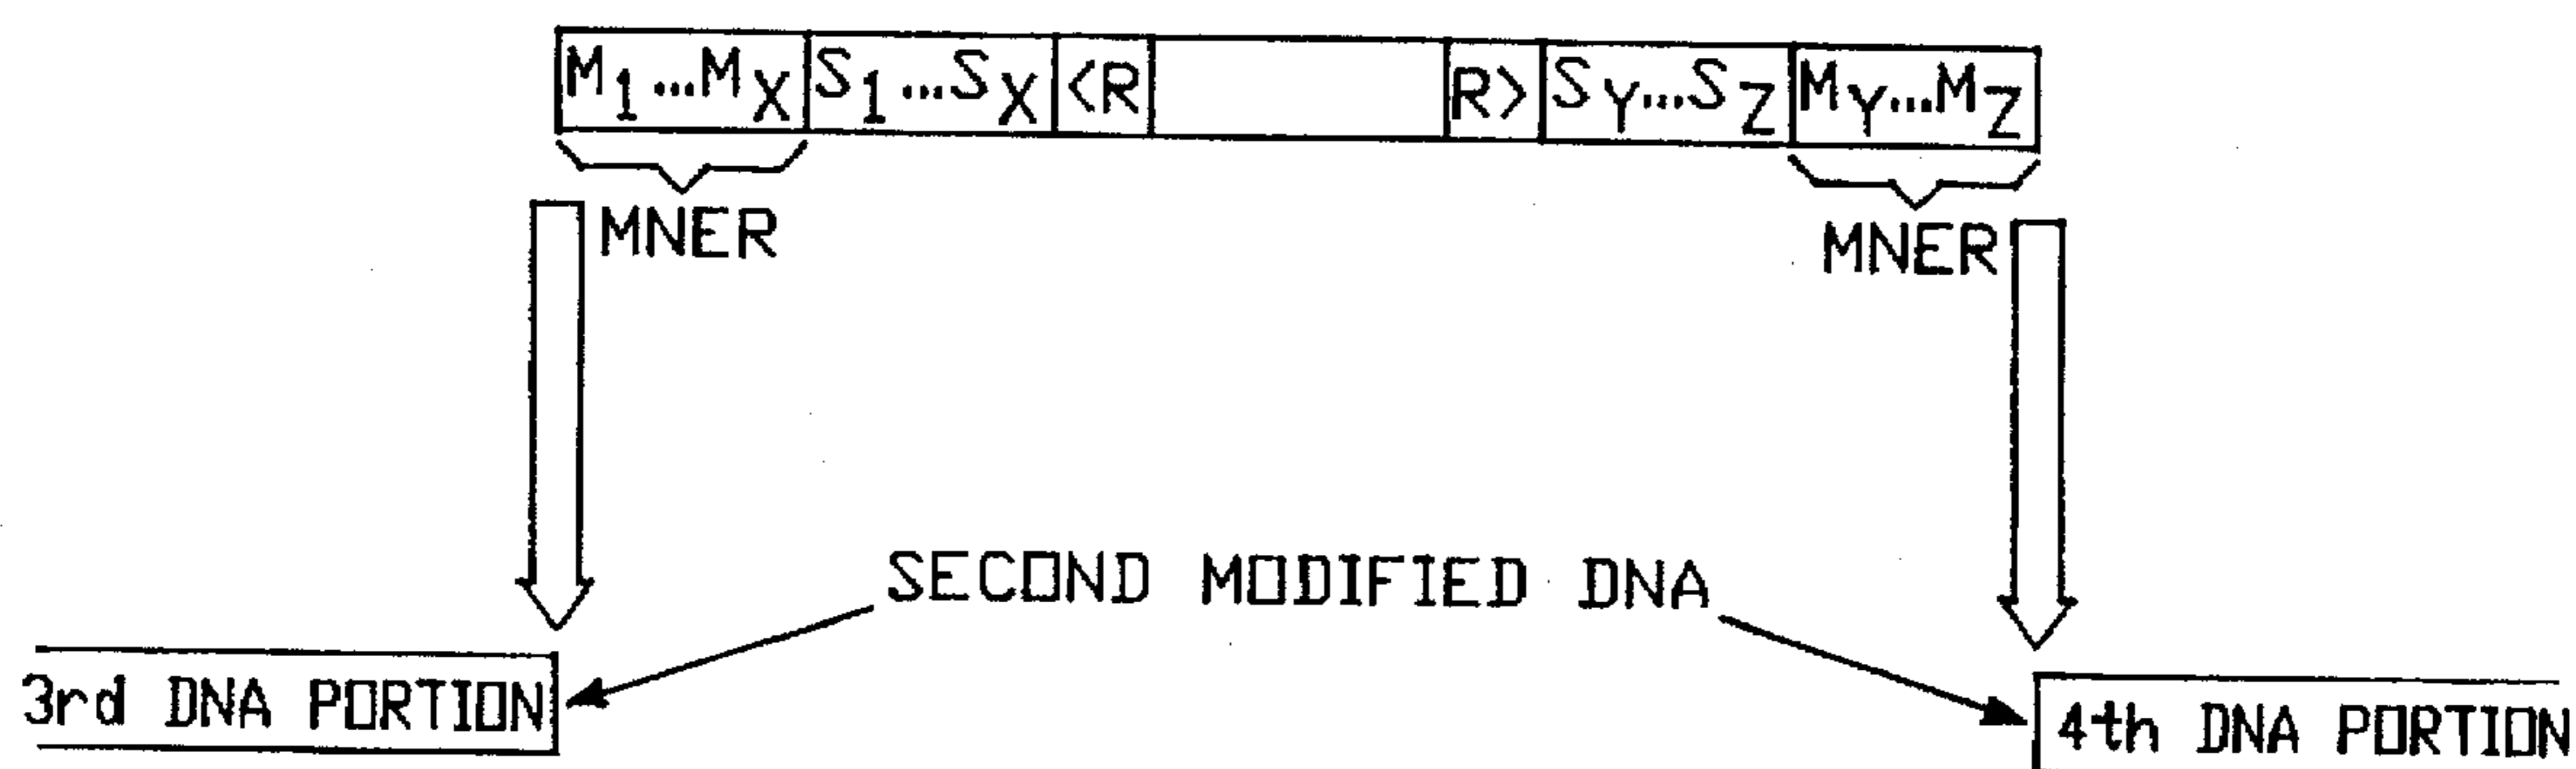 M1...MX S1...SX <R R> SY...SZ MY...MZ
MNER MNER
SECOND MODIFIED DNA
3rd DNA PORTION 4th DNA PORTION